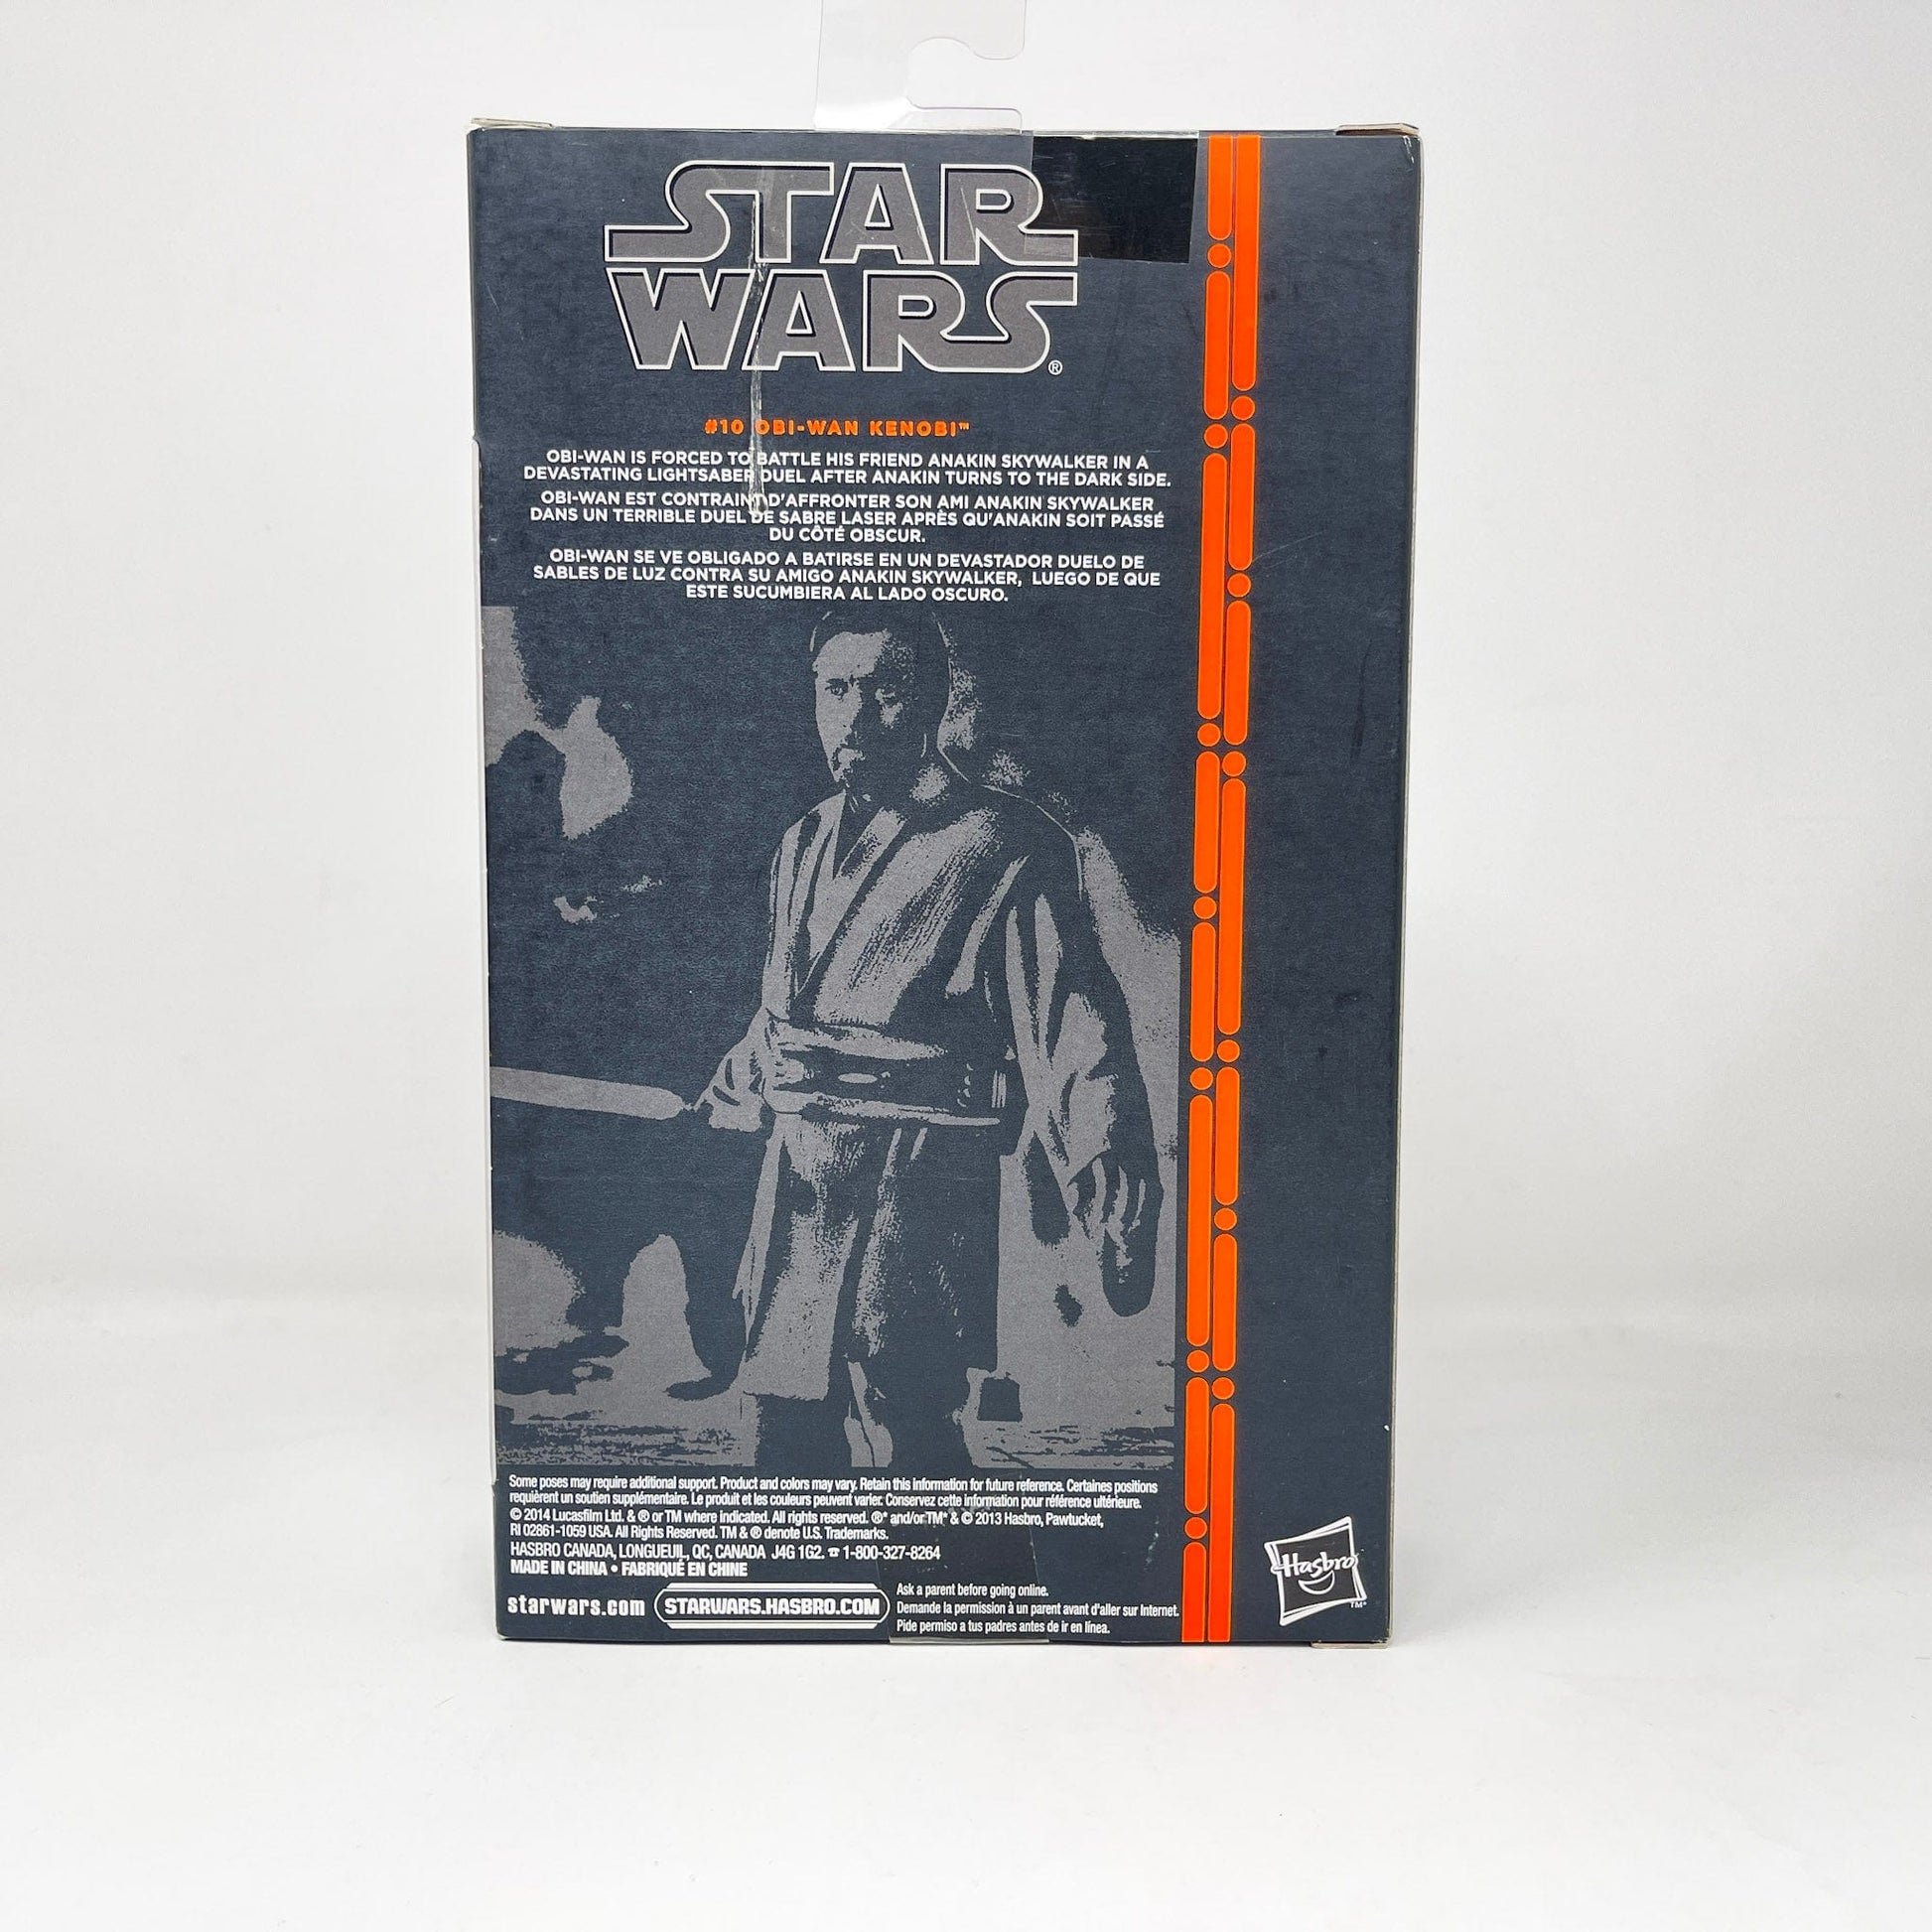 STAR
WARS®
#10 OBI-WAN KENOBI™
OBI-WAN IS FORCED TO BATTLE HIS FRIEND ANAKIN SKYWALKER IN A
DEVASTATING LIGHTSABER DUEL AFTER ANAKIN TURNS TO THE DARK SIDE.
OBI-WAN EST CONTRAINT D'AFFRONTER SON AMI ANAKIN SKYWALKER
DANS UN TERRIBLE DUEL DE SABRE LASER APRÈS QU'ANAKIN SOIT PASSÉ
DU CÔTÉ OBSCUR.
OBI-WAN SE VE OBLIGADO A BATIRSE EN UN DEVASTADOR DUELO DE
SABLES DE LUZ CONTRA SU AMIGO ANAKIN SKYWALKER, LUEGO DE QUE
ESTE SUCUMBIERA AL LADO OSCURO.
Some poses may require additional support. Product and colors may vary. Retain this information for future reference. Certaines positions
requièrent un soutien supplémentaire. Le produit et les couleurs peuvent varier. Conservez cette information pour référence ultérieure.
© 2014 Lucasfilm Ltd. & ® or TM where indicated. All rights reserved. ®* and/or TM* & © 2013 Hasbro, Pawtucket,
RI 02861-1059 USA. All Rights Reserved. TM & ® denote U.S. Trademarks.
HASBRO CANADA, LONGUEUIL, QC, CANADA J4G 1G2. ☎ 1-800-327-8264
MADE IN CHINA • FABRIQUÉ EN CHINE
starwars.com STARWARS.HASBRO.COM
Ask a parent before going online.
Demande la permission à un parent avant d'aller sur Internet.
Pide permiso a tus padres antes de ir en línea.
Hasbro
TM*